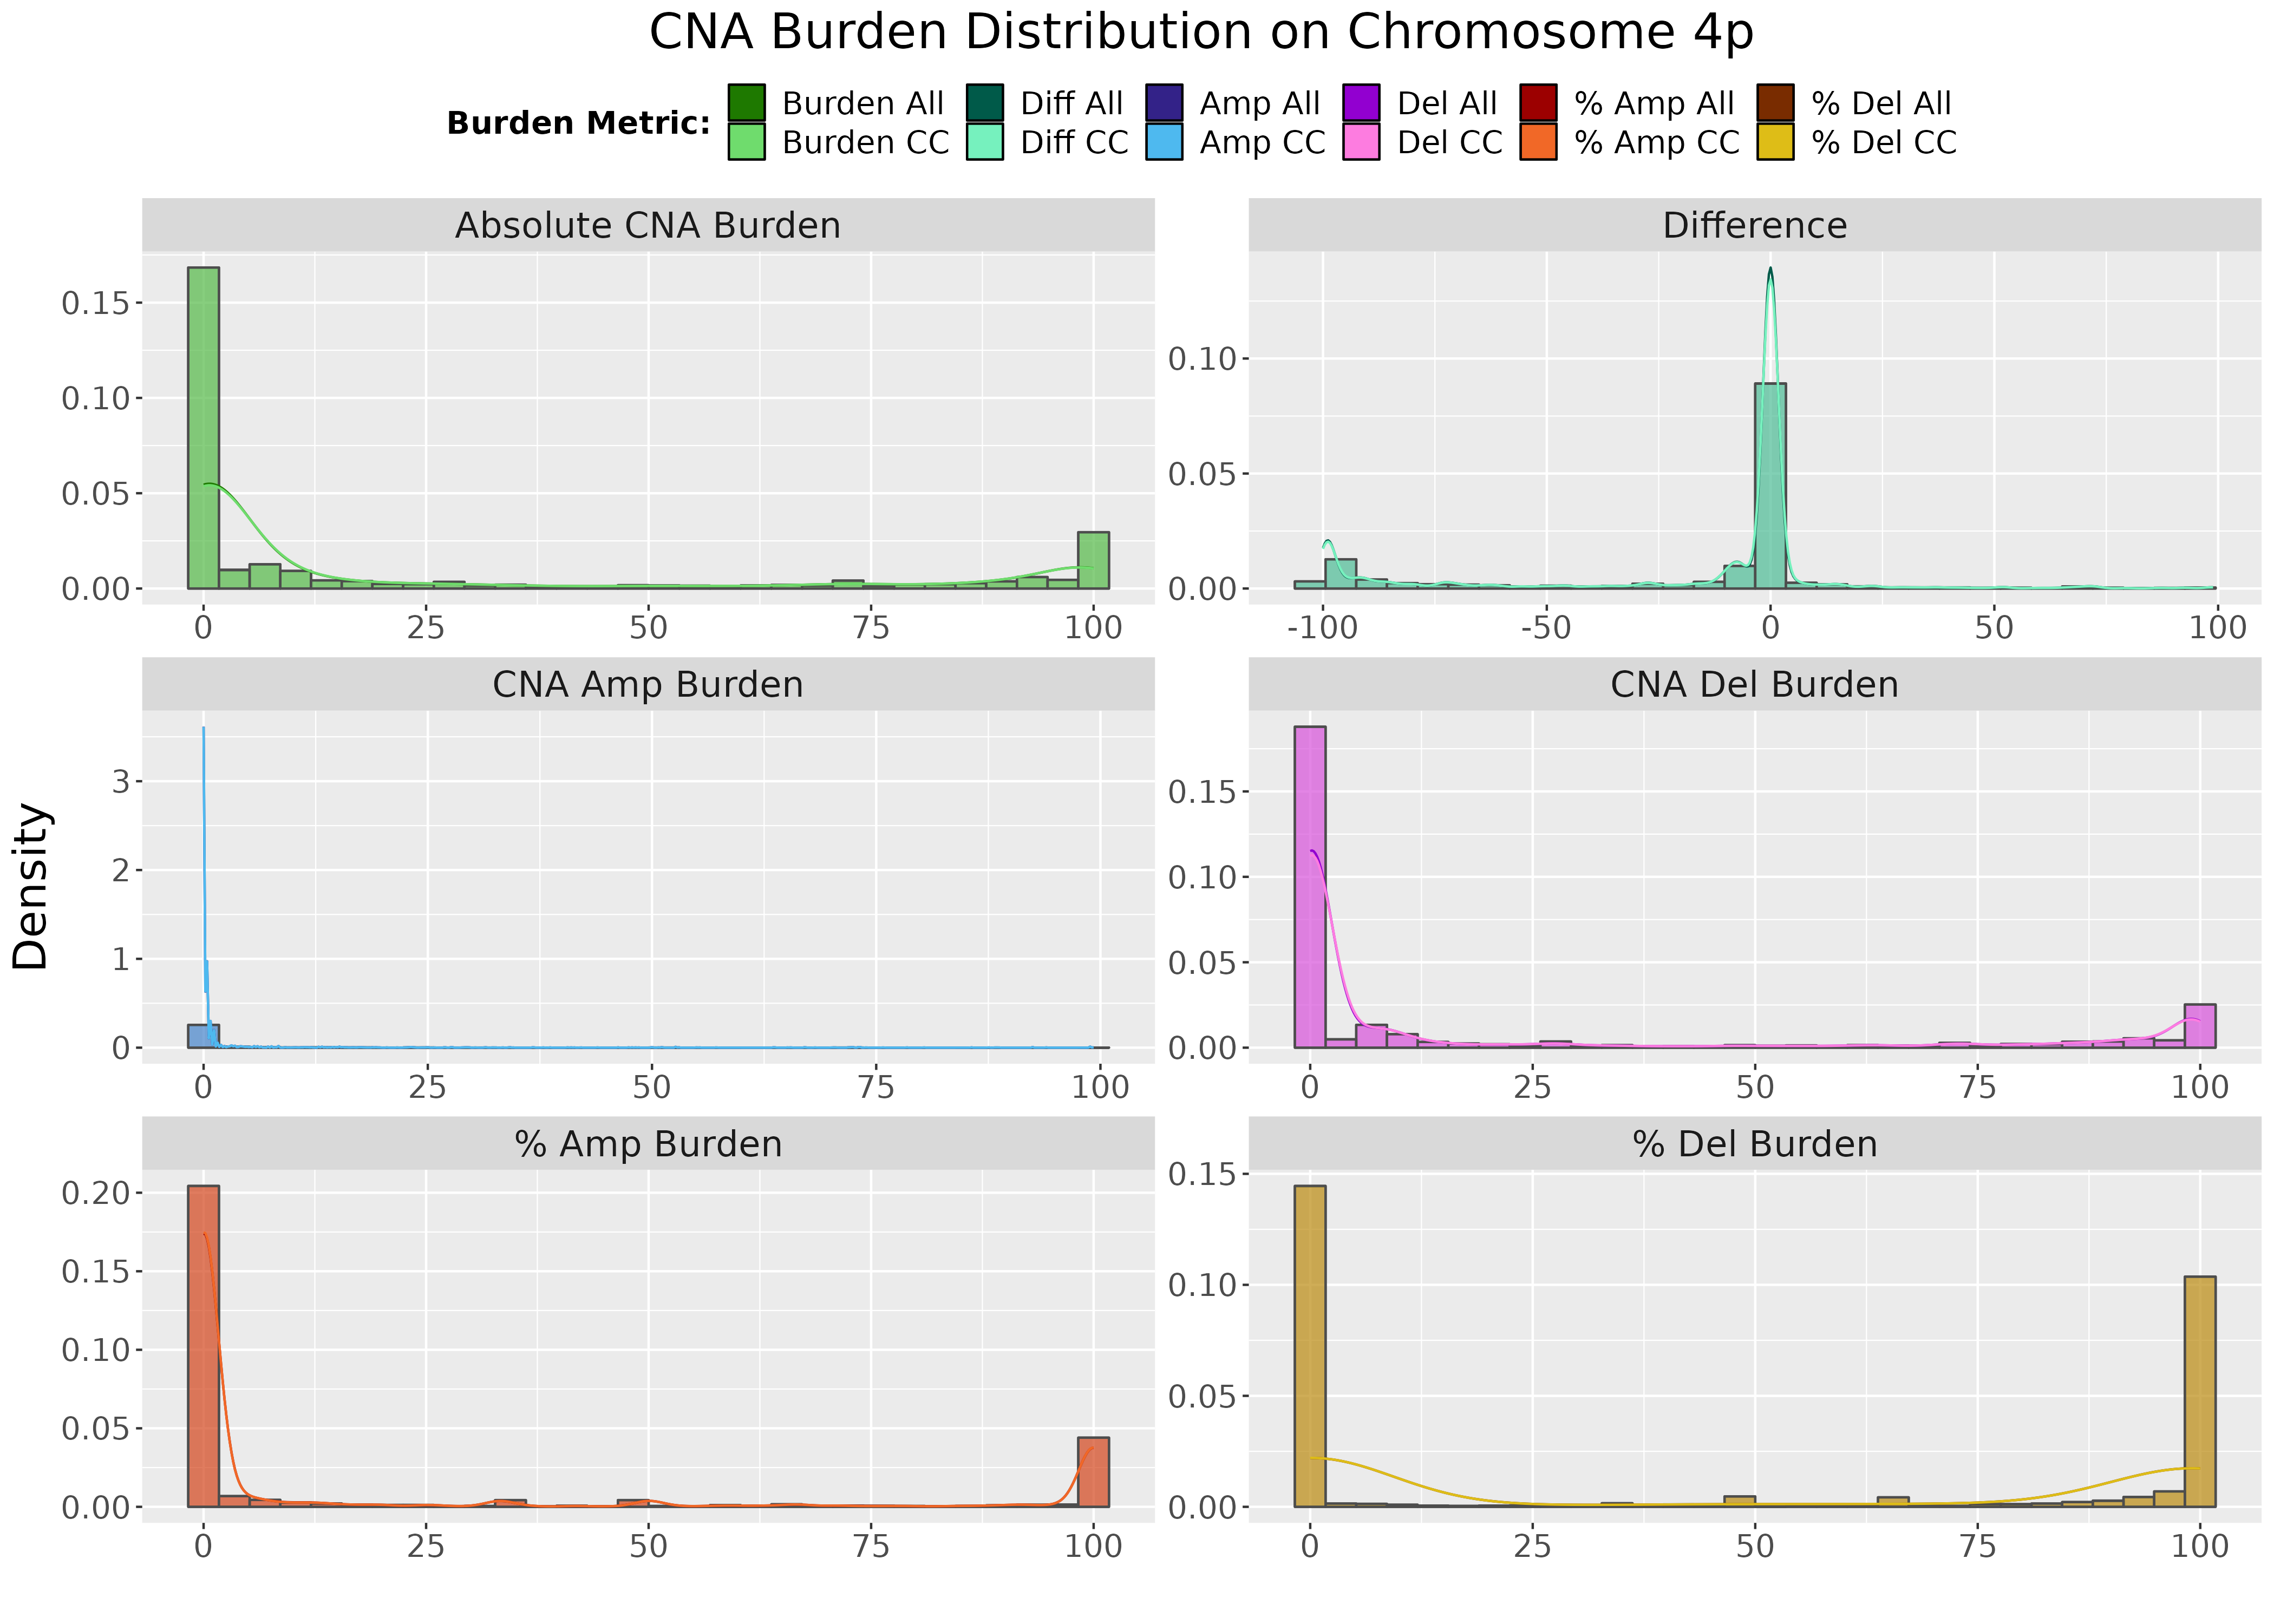 CNA Burden Distribution on Chromosome 4p
Burden Metric:
Burden All Diff All Amp All Del All % Amp All % Del All
Burden CC Diff CC Amp CC Del CC % Amp CC % Del CC
Absolute CNA Burden
0.15
0.10
0.05
0.00
0 25 50 75 100
Difference
0.10
0.05
0.00
-100 -50 0 50 100
Density
CNA Amp Burden
3
2
1
0
0 25 50 75 100
CNA Del Burden
0.15
0.10
0.05
0.00
0 25 50 75 100
% Amp Burden
0.20
0.15
0.10
0.05
0.00
0 25 50 75 100
% Del Burden
0.15
0.10
0.05
0.00
0 25 50 75 100